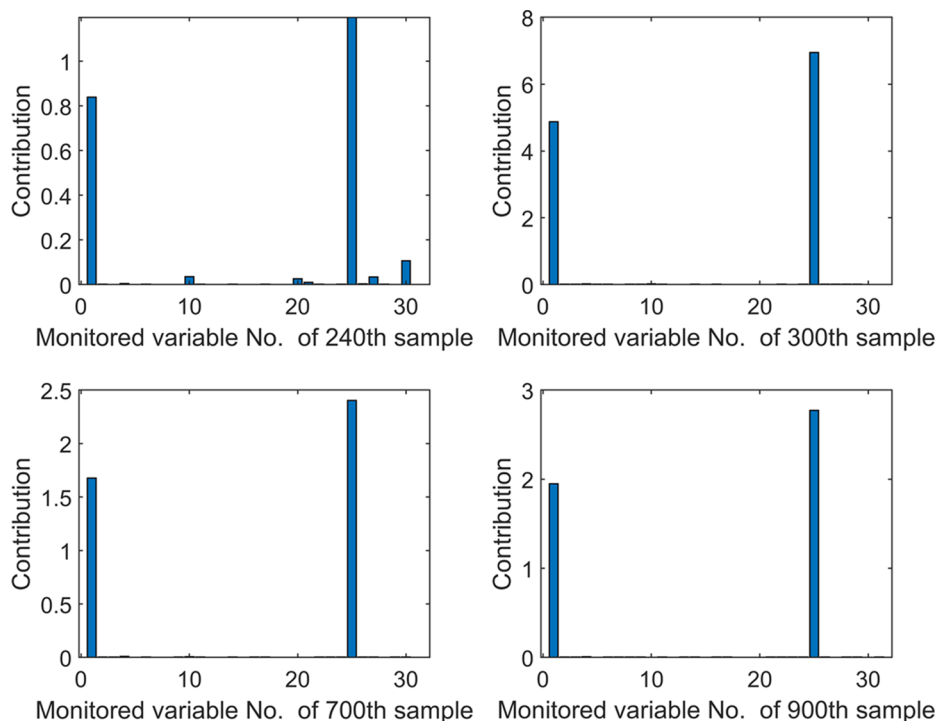 1
0.8
0.6
0.4
0.2
0
Contribution
0 10 20 30
Monitored variable No. of 240th sample
8
6
4
2
0
Contribution
0 10 20 30
Monitored variable No. of 300th sample
2.5
2
1.5
1
0.5
0
Contribution
0 10 20 30
Monitored variable No. of 700th sample
3
2
1
0
Contribution
0 10 20 30
Monitored variable No. of 900th sample